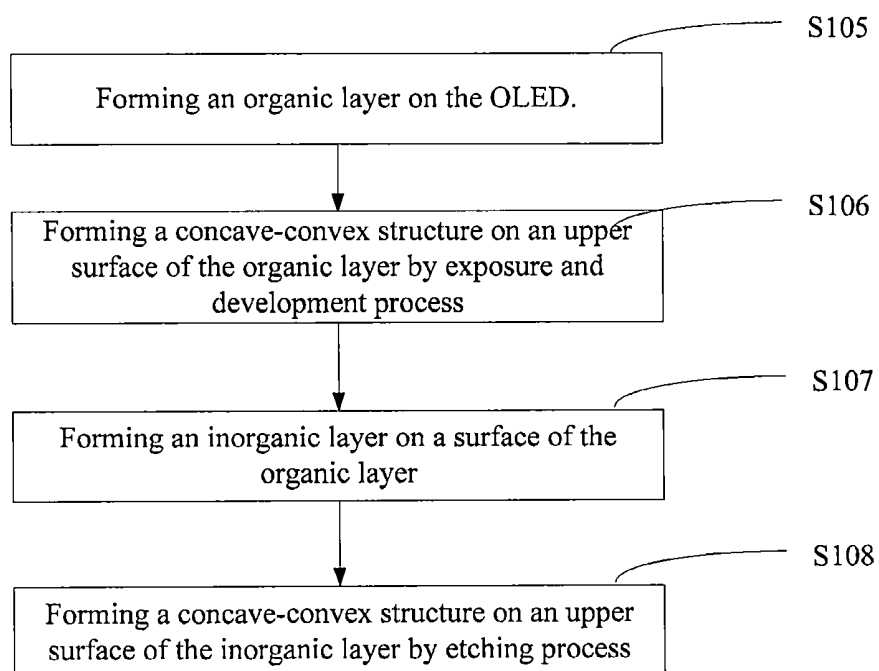 S105
Forming an organic layer on the OLED.
S106
Forming a concave-convex structure on an upper
surface of the organic layer by exposure and
development process
S107
Forming an inorganic layer on a surface of the
organic layer
S108
Forming a concave-convex structure on an upper
surface of the inorganic layer by etching process